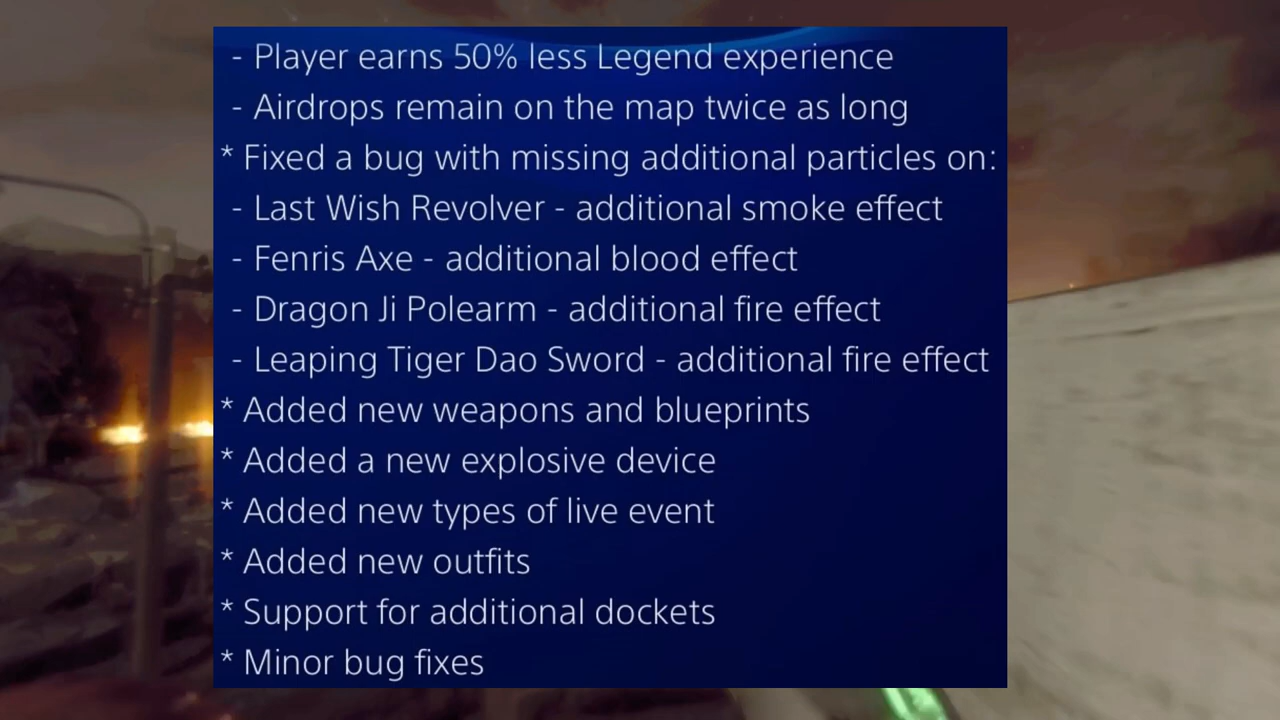 - Player earns 50% less Legend experience
- Airdrops remain on the map twice as long
* Fixed a bug with missing additional particles on:
- Last Wish Revolver - additional smoke effect
- Fenris Axe - additional blood effect
- Dragon Ji Polearm - additional fire effect
- Leaping Tiger Dao Sword - additional fire effect
* Added new weapons and blueprints
* Added a new explosive device
* Added new types of live event
* Added new outfits
* Support for additional dockets
* Minor bug fixes